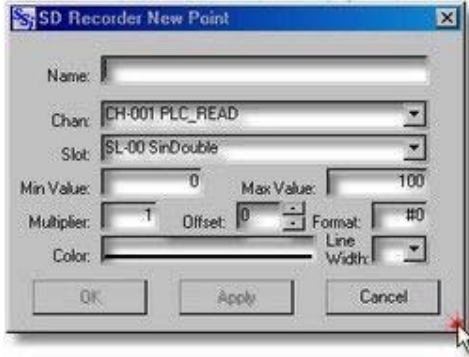 SD Recorder New Point
Name:
Chan: CH-001 PLC_READ
Slot: SL-00 SinDouble
Min Value: 0 Max Value: 100
Multiplier: 1 Offset: 0 Format: #0
Color: Line Width:
OK Apply Cancel